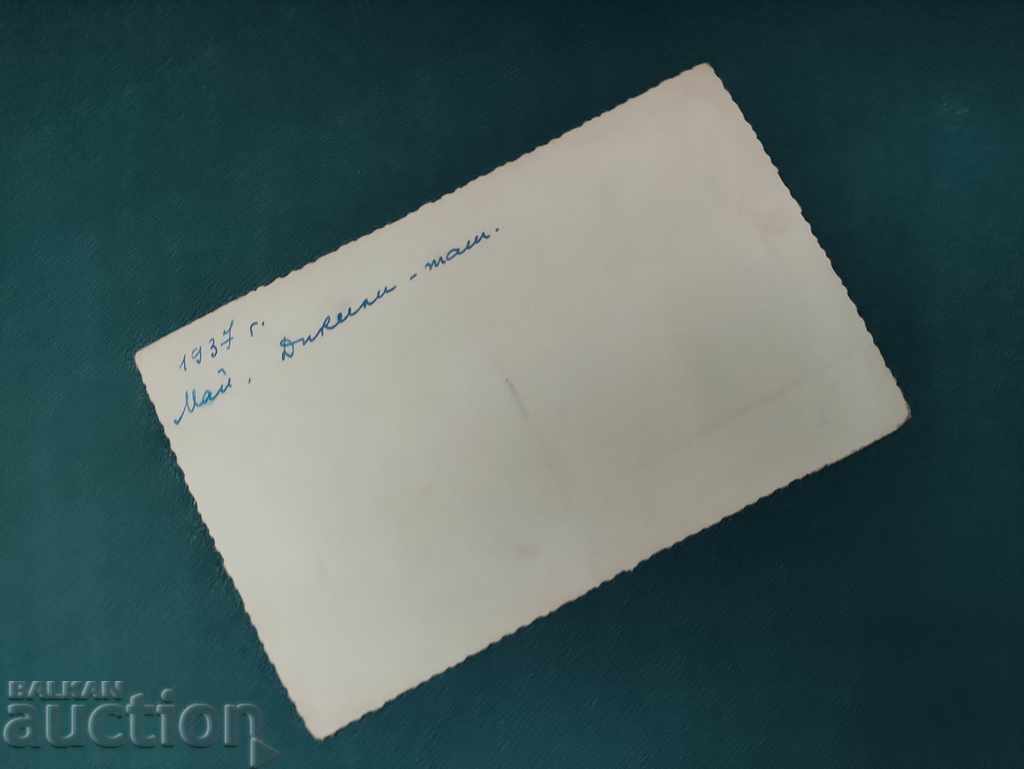 1937 г.
Май. Дикили - таш.
BALKAN
auction